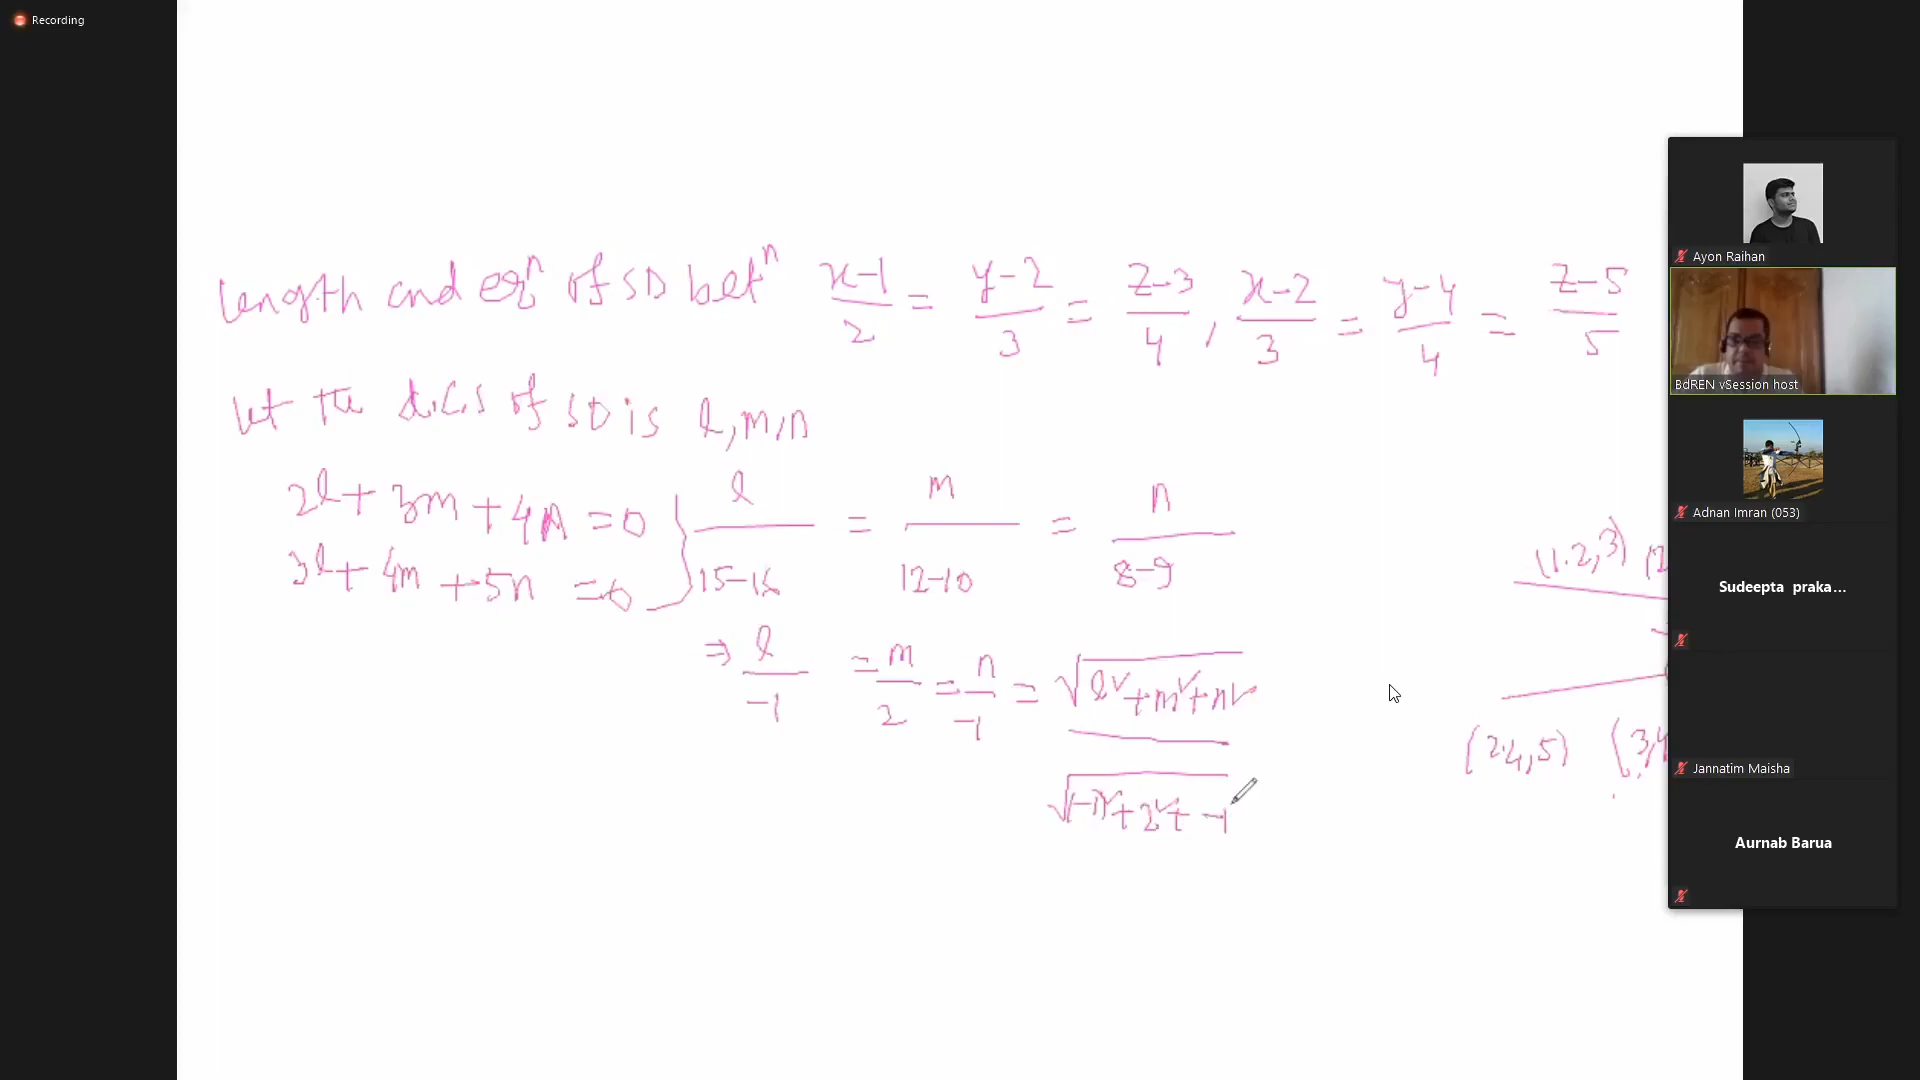 Recording
length and eqⁿ of SD betⁿ (x-1)/2 = (y-2)/3 = (z-3)/4 , (x-2)/3 = (y-4)/4 = (z-5)/5
let the d.c.s of SD is l, m, n
2l + 3m + 4n = 0
3l + 4m + 5n = 0
} l/(15-16) = m/(12-10) = n/(8-9)
⇒ l/-1 = m/2 = n/-1 = √(l²+m²+n²) / √((-1)²+2²+-1
(1.2,3)
(2.4,5) (3,4
Ayon Raihan
BdREN vSession host
Adnan Imran (053)
Sudeepta praka...
Jannatim Maisha
Aurnab Barua